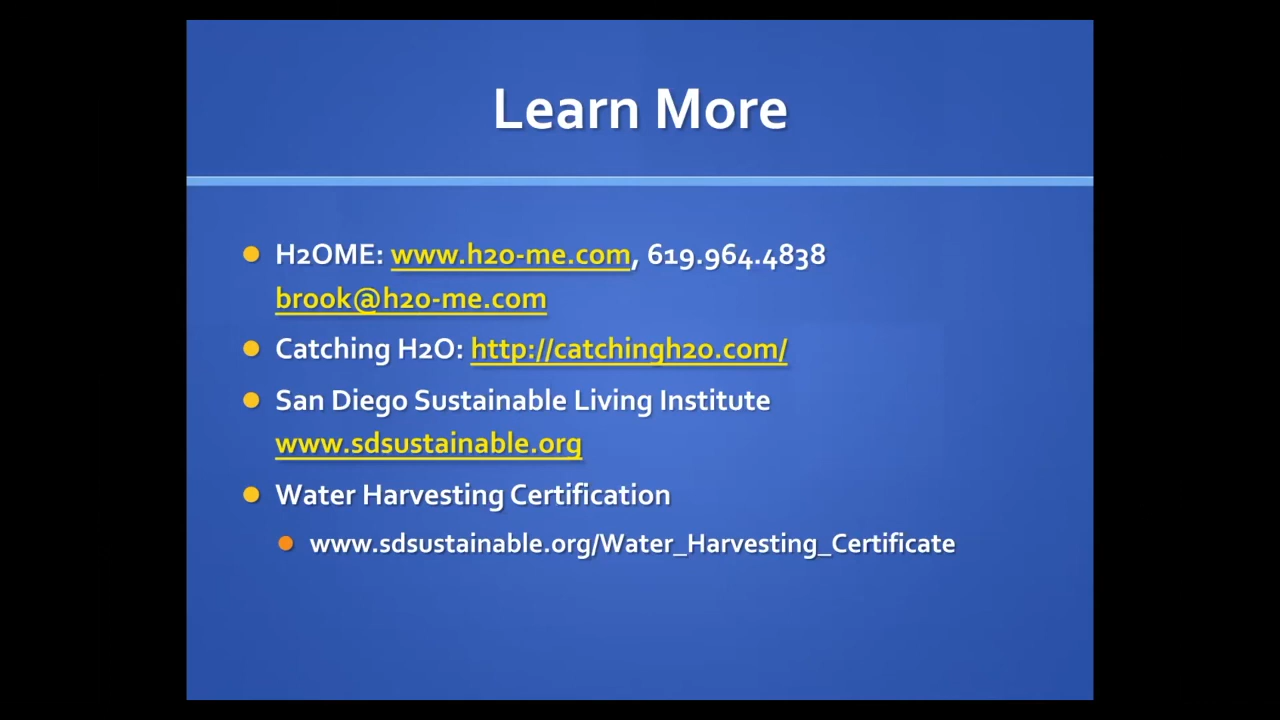 Learn More
H2OME: www.h2o-me.com, 619.964.4838
brook@h2o-me.com
Catching H2O: http://catchingh2o.com/
San Diego Sustainable Living Institute
www.sdsustainable.org
Water Harvesting Certification
www.sdsustainable.org/Water_Harvesting_Certificate